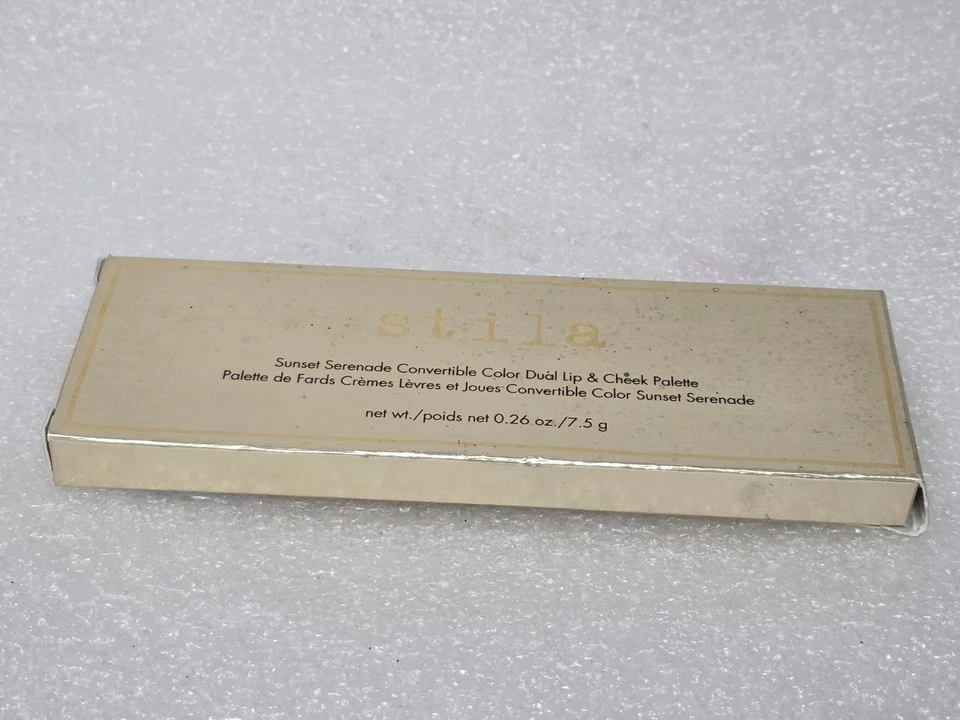 stila
Sunset Serenade Convertible Color Dual Lip & Cheek Palette
Palette de Fards Crèmes Lèvres et Joues Convertible Color Sunset Serenade
net wt./poids net 0.26 oz./7.5 g